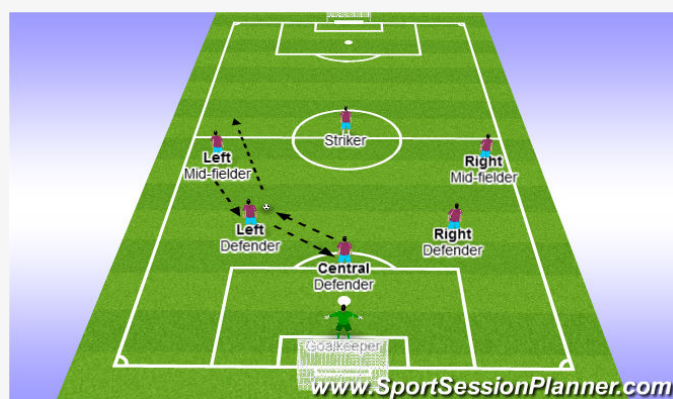 Striker
Left
Mid-fielder
Right
Mid-fielder
Left
Defender
Right
Defender
Central
Defender
Goalkeeper
www.SportSessionPlanner.com